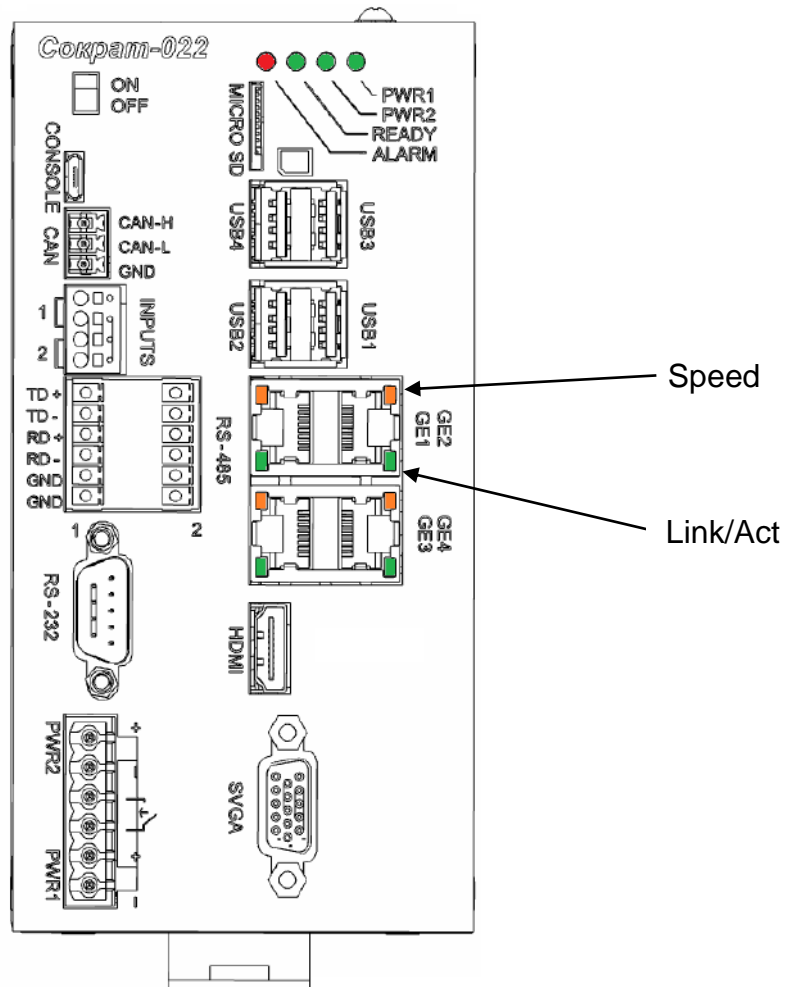 Сократ-022
ON
OFF
PWR1
PWR2
READY
ALARM
MICRO SD
CONSOLE
CAN
CAN-H
CAN-L
GND
USB4
USB3
1
2
INPUTS
USB2
USB1
Speed
TD +
TD -
RD +
RD -
GND
GND
RS-485
1
2
GE2
GE1
GE4
GE3
Link/Act
RS-232
HDMI
PWR2
PWR1
+
–
+
–
SVGA